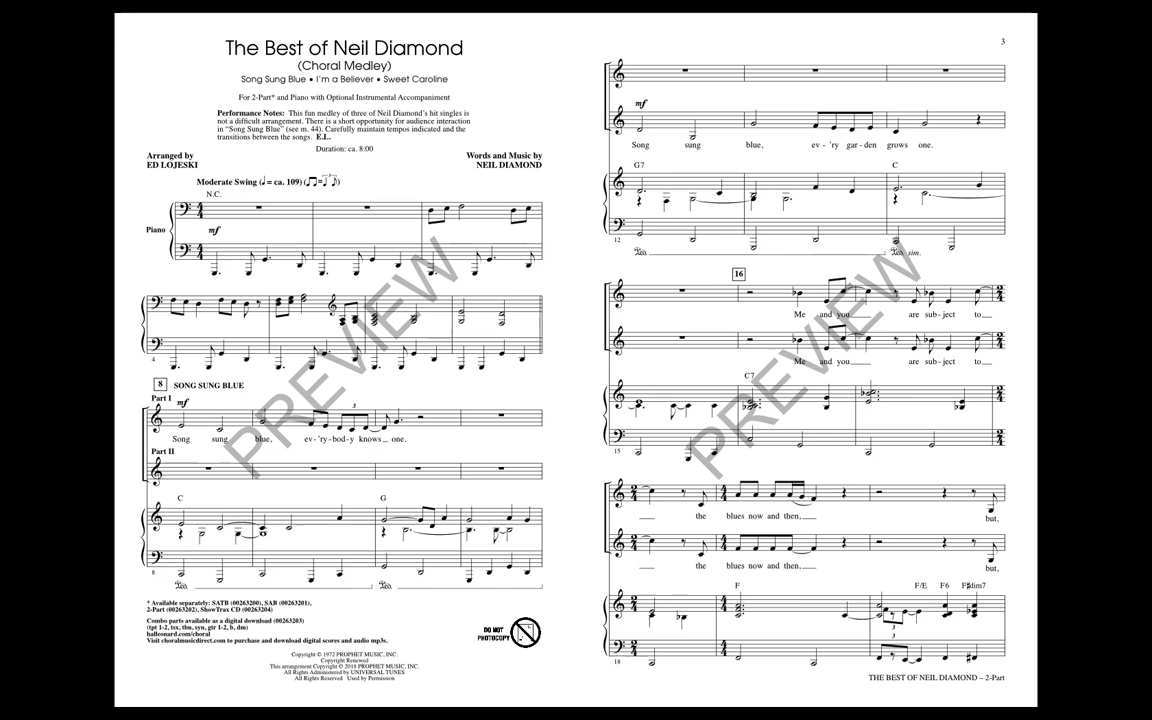 The Best of Neil Diamond
(Choral Medley)
Song Sung Blue • I'm a Believer • Sweet Caroline
For 2-Part* and Piano with Optional Instrumental Accompaniment
Performance Notes: This fun medley of three of Neil Diamond's hit singles is
not a difficult arrangement. There is a short opportunity for audience interaction
in "Song Sung Blue" (see m. 44). Carefully maintain tempos indicated and the
transitions between the songs. E.L.
Duration: ca. 8:00
Arranged by
ED LOJESKI
Words and Music by
NEIL DIAMOND
Moderate Swing (♩ = ca. 109)
N.C.
Piano
mf
4
8 SONG SUNG BLUE
Part I
mf
3
Song sung blue, ev-'ry-bod-y knows one.
Part II
C G
8
* Available separately: SATB (00263200), SAB (00263201),
2-Part (00263202), ShowTrax CD (00263204)
Combo parts available as a digital download (00263203)
(tpt 1-2, tsx, tbn, syn, gtr 1-2, b, dm)
halleonard.com/choral
Visit choralmusicdirect.com to purchase and download digital scores and audio mp3s.
DO NOT
PHOTOCOPY
Copyright © 1972 PROPHET MUSIC, INC.
Copyright Renewed
This arrangement Copyright © 2018 PROPHET MUSIC, INC.
All Rights Administered by UNIVERSAL TUNES
All Rights Reserved Used by Permission
PREVIEW
3
mf
Song sung blue, ev-'ry gar-den grows one.
G7 C
12
sim.
16
Me and you are sub-ject to
Me and you are sub-ject to
C7
15
the blues now and then, but,
the blues now and then, but,
F F/E F6 F#dim7
3
3
18
THE BEST OF NEIL DIAMOND – 2-Part
PREVIEW